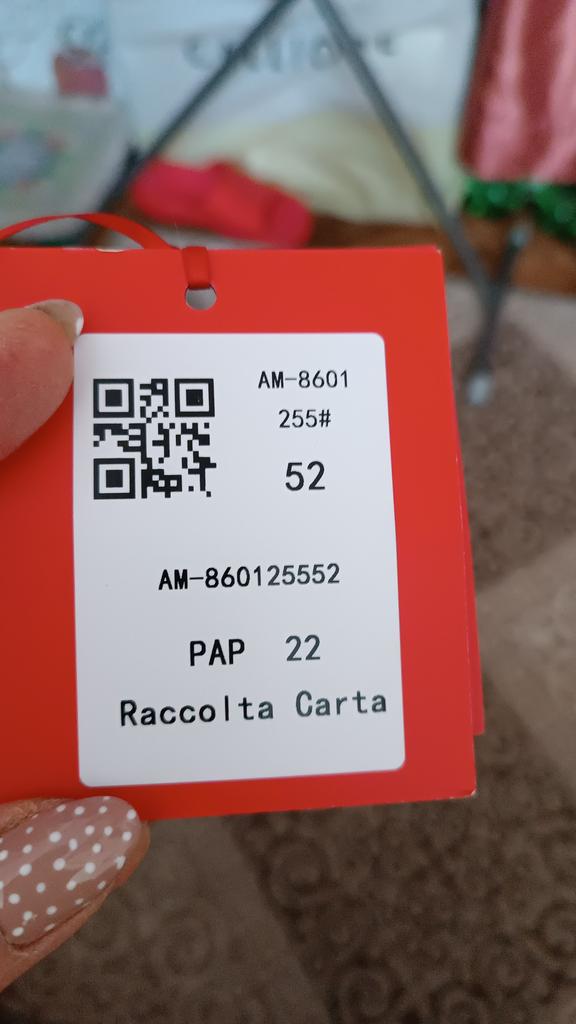 AM-8601
255#
52
AM-860125552
PAP 22
Raccolta Carta